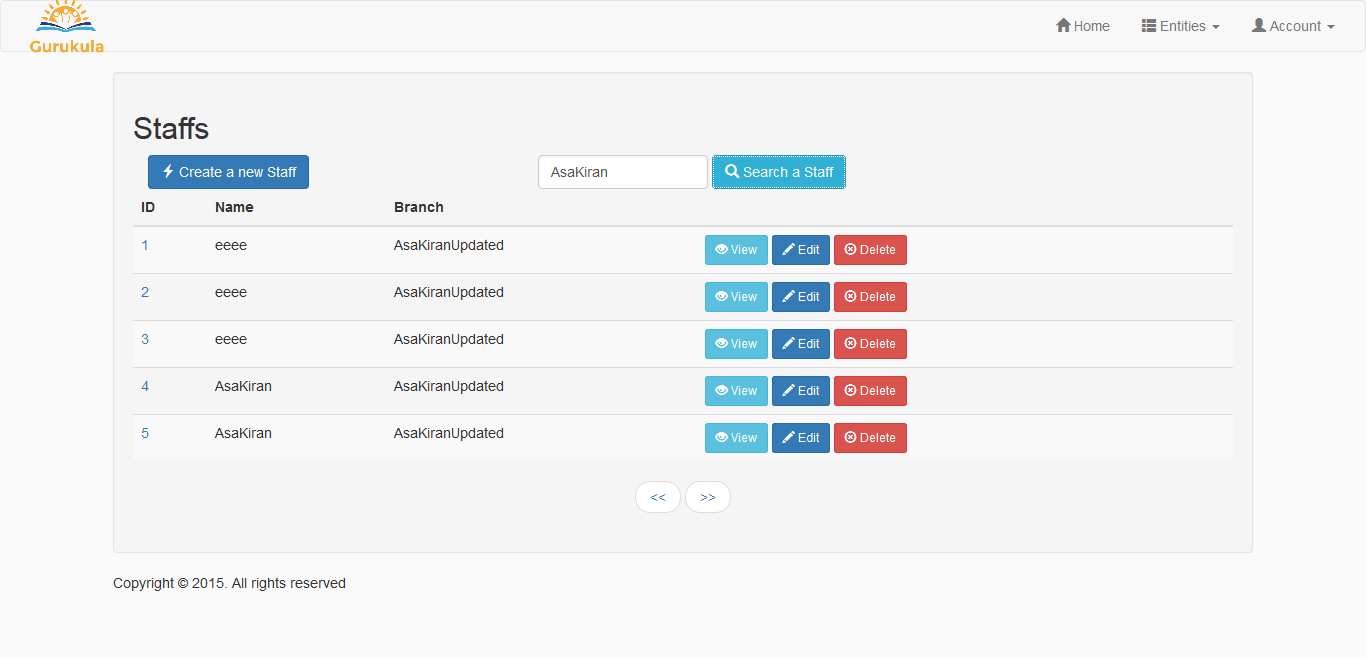 Gurukula
Home Entities Account
Staffs
Create a new Staff AsaKiran Search a Staff
ID Name Branch
1 eeee AsaKiranUpdated View Edit Delete
2 eeee AsaKiranUpdated View Edit Delete
3 eeee AsaKiranUpdated View Edit Delete
4 AsaKiran AsaKiranUpdated View Edit Delete
5 AsaKiran AsaKiranUpdated View Edit Delete
<< >>
Copyright © 2015. All rights reserved